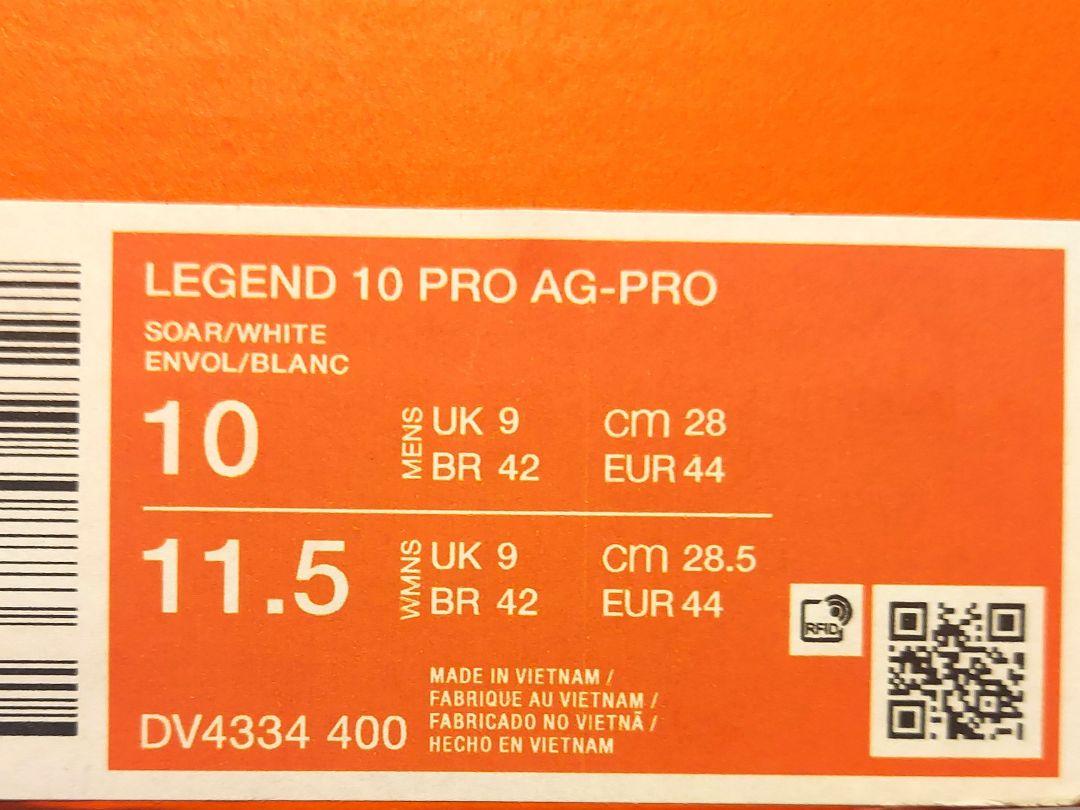 LEGEND 10 PRO AG-PRO
SOAR/WHITE
ENVOL/BLANC
10
MENS
UK 9
CM 28
BR 42
EUR 44
11.5
WMNS
UK 9
CM 28.5
BR 42
EUR 44
RFID
MADE IN VIETNAM /
FABRIQUE AU VIETNAM /
FABRICADO NO VIETNÃ /
HECHO EN VIETNAM
DV4334 400